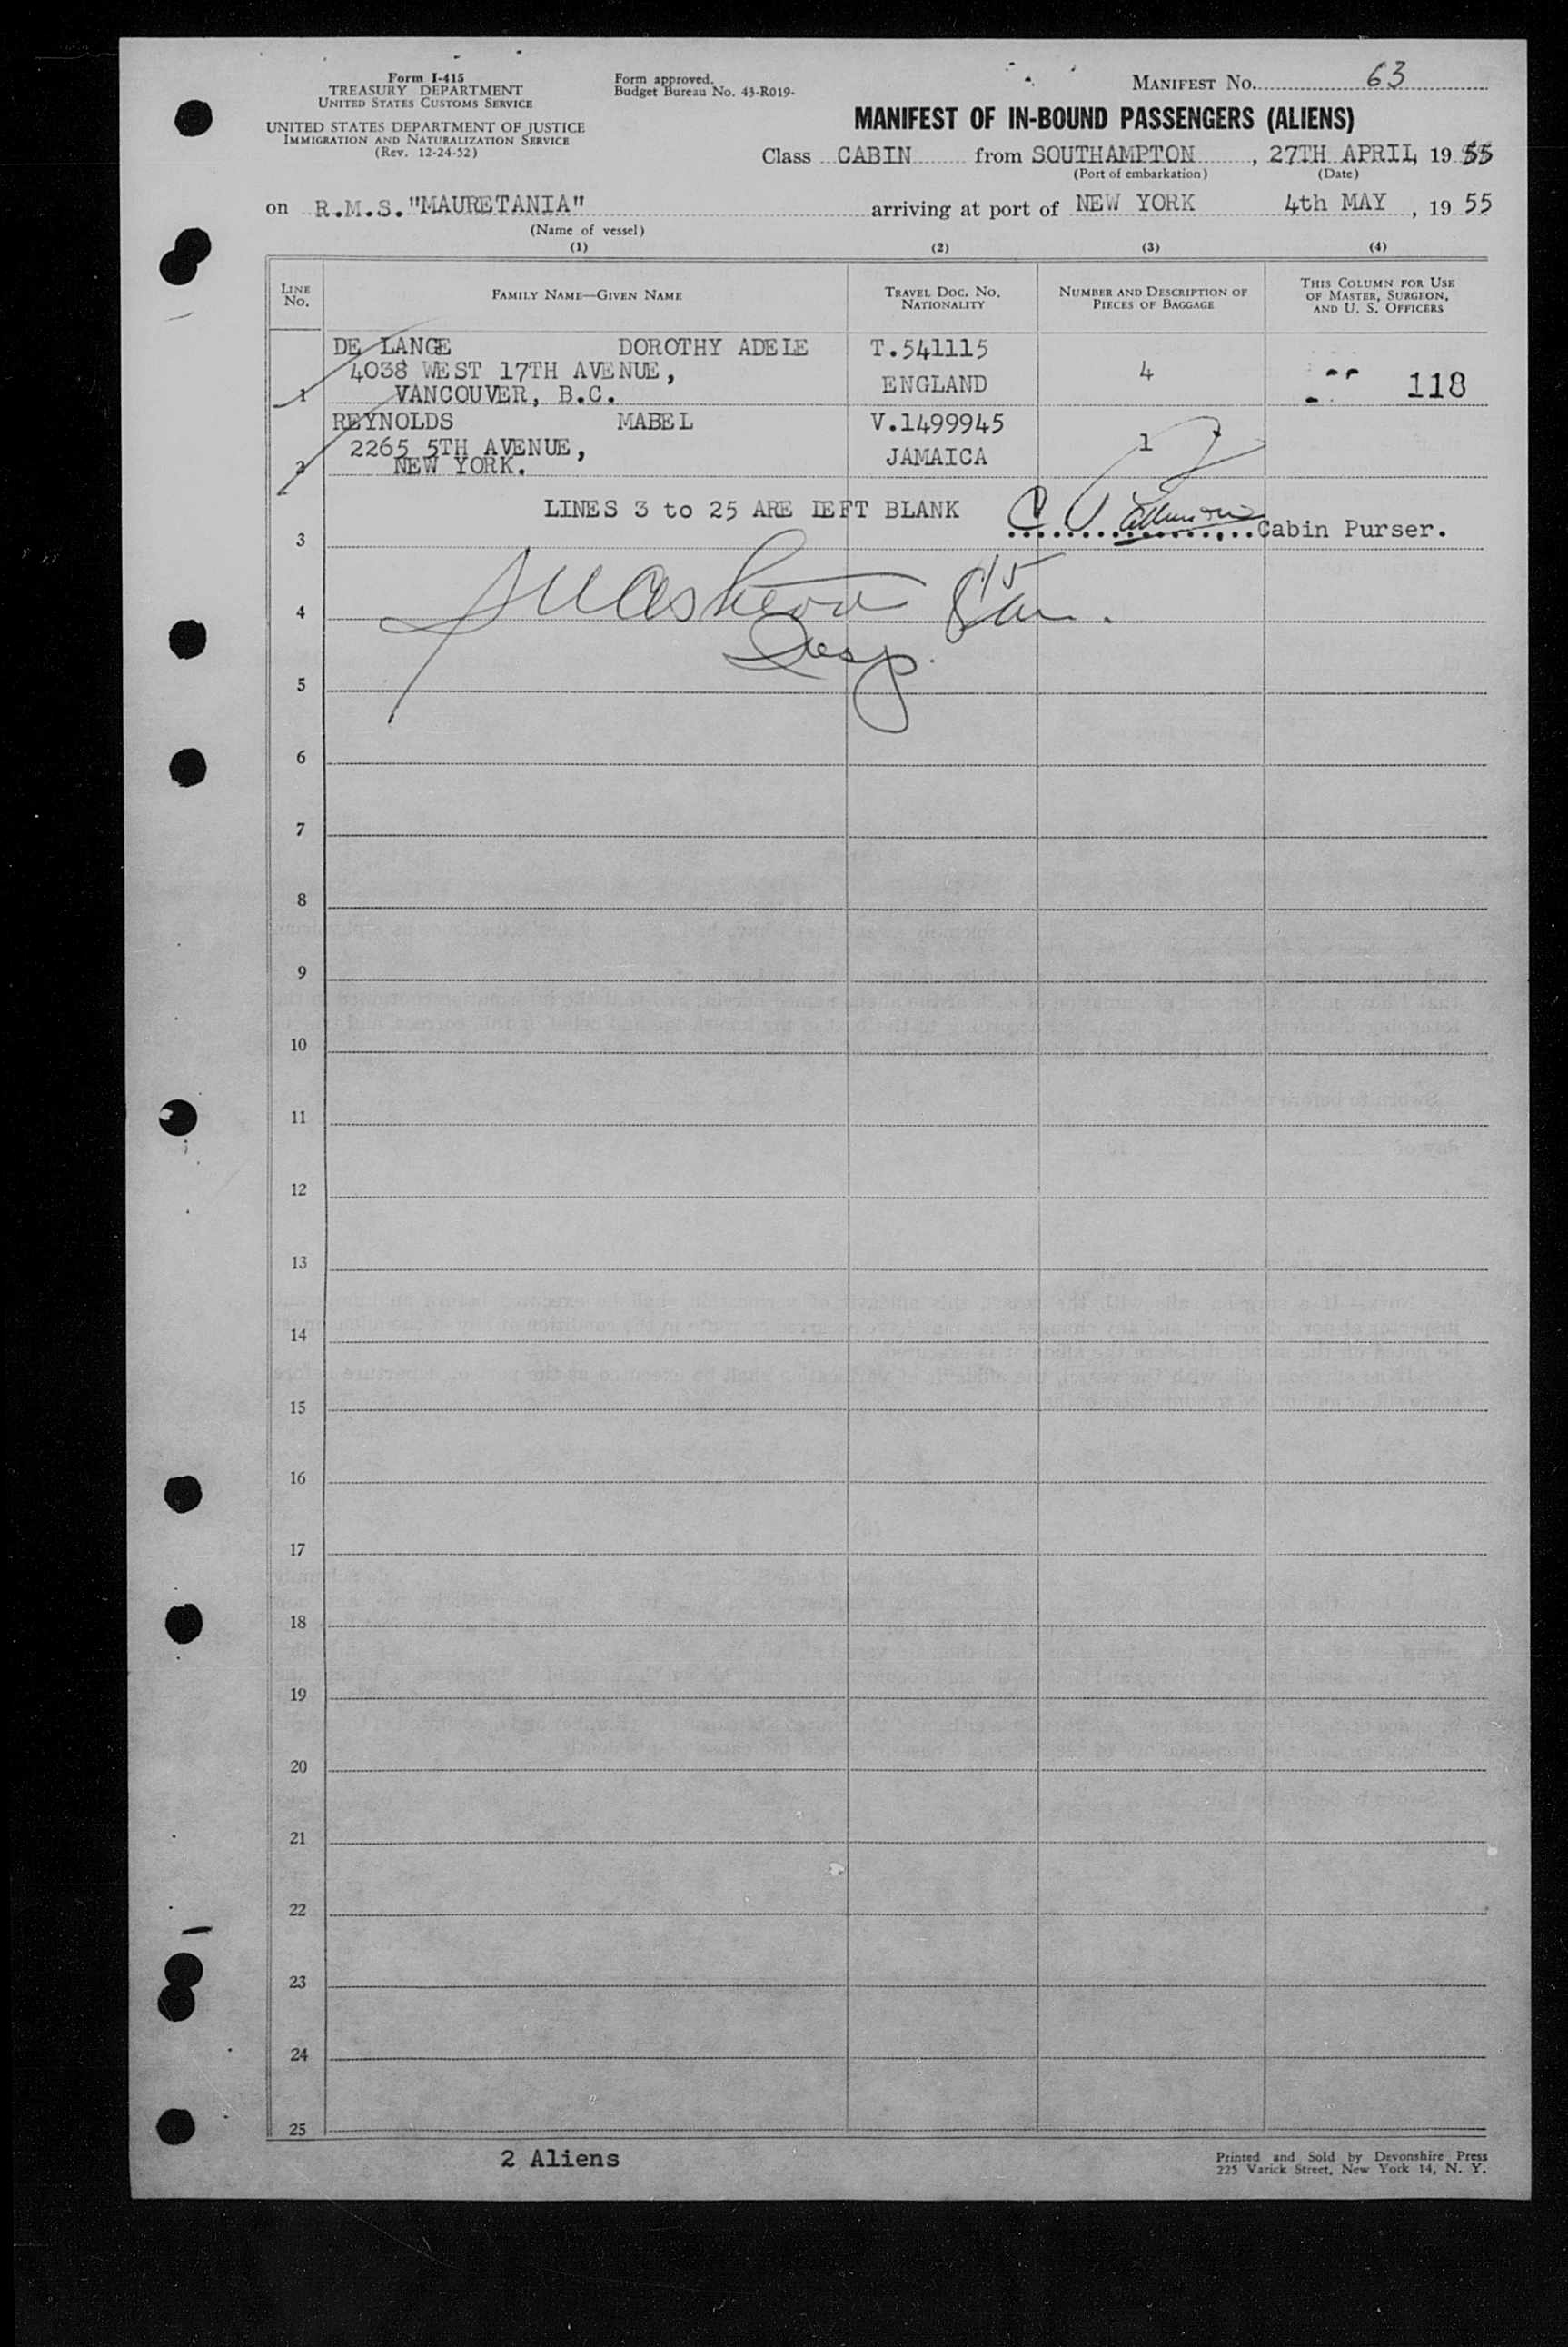 Form I-415
TREASURY DEPARTMENT
UNITED STATES CUSTOMS SERVICE
UNITED STATES DEPARTMENT OF JUSTICE
IMMIGRATION AND NATURALIZATION SERVICE
(Rev. 12-24-52)
Form approved.
Budget Bureau No. 43-R019-
MANIFEST No. 63
MANIFEST OF IN-BOUND PASSENGERS (ALIENS)
Class CABIN from SOUTHAMPTON, 27TH APRIL, 19 55
(Port of embarkation) (Date)
on R.M.S."MAURETANIA" arriving at port of NEW YORK 4th MAY, 19 55
(Name of vessel)
(1) (2) (3) (4)
LINE No. FAMILY NAME—GIVEN NAME TRAVEL DOC. NO. NATIONALITY NUMBER AND DESCRIPTION OF PIECES OF BAGGAGE THIS COLUMN FOR USE OF MASTER, SURGEON, AND U. S. OFFICERS
DE LANGE DOROTHY ADELE T.541115
4038 WEST 17TH AVENUE, ENGLAND 4 118
1 VANCOUVER, B.C.
REYNOLDS MABEL V.1499945
2265 5TH AVENUE, JAMAICA 1
2 NEW YORK.
LINES 3 to 25 ARE LEFT BLANK
Cabin Purser.
3
4
Insp.
5
6
7
8
9
10
11
12
13
14
15
16
17
18
19
20
21
22
23
24
25
2 Aliens
Printed and Sold by Devonshire Press
225 Varick Street, New York 14, N. Y.